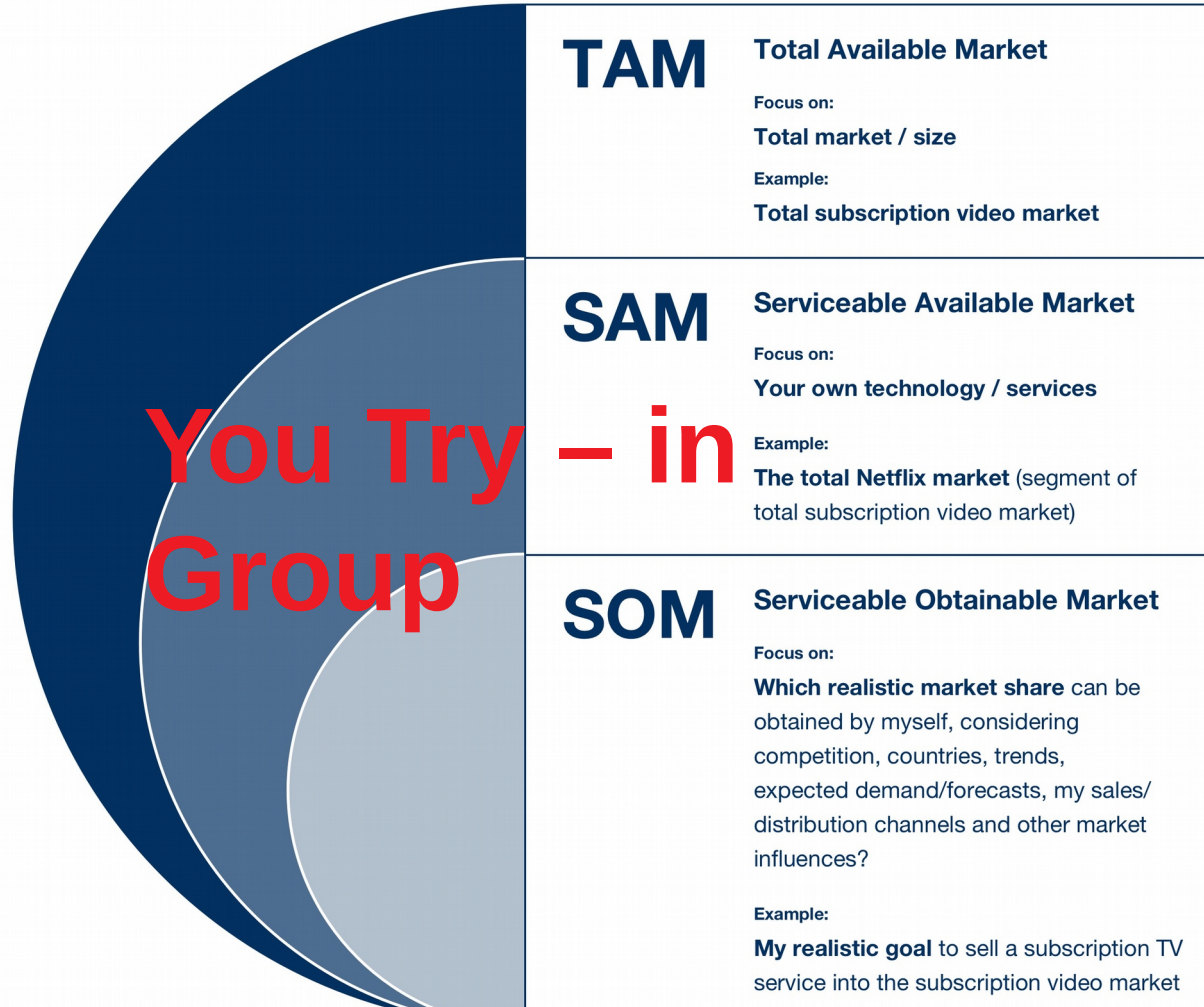 TAM
Total Available Market
Focus on:
Total market / size
Example:
Total subscription video market
SAM
Serviceable Available Market
Focus on:
Your own technology / services
Example:
The total Netflix market (segment of
total subscription video market)
You Try – in
Group
SOM
Serviceable Obtainable Market
Focus on:
Which realistic market share can be
obtained by myself, considering
competition, countries, trends,
expected demand/forecasts, my sales/
distribution channels and other market
influences?
Example:
My realistic goal to sell a subscription TV
service into the subscription video market